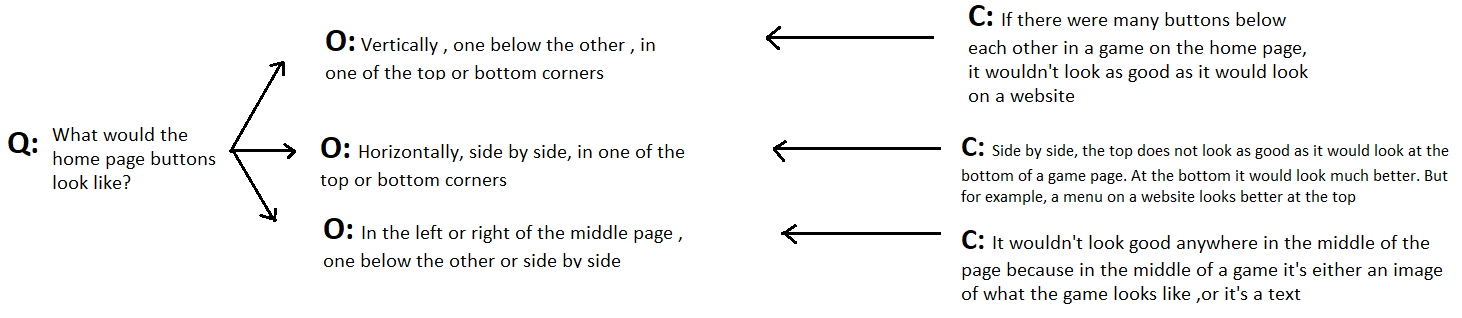 Q: What would the
home page buttons
look like?
O: Vertically , one below the other , in
one of the top or bottom corners
C: If there were many buttons below
each other in a game on the home page,
it wouldn't look as good as it would look
on a website
O: Horizontally, side by side, in one of the
top or bottom corners
C: Side by side, the top does not look as good as it would look at the
bottom of a game page. At the bottom it would look much better. But
for example, a menu on a website looks better at the top
O: In the left or right of the middle page ,
one below the other or side by side
C: It wouldn't look good anywhere in the middle of the
page because in the middle of a game it's either an image
of what the game looks like ,or it's a text